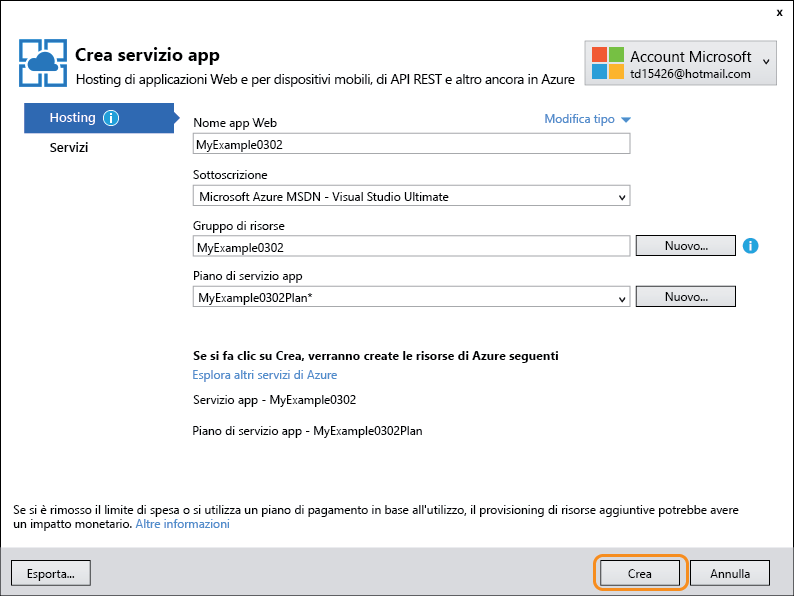 x
Crea servizio app
Hosting di applicazioni Web e per dispositivi mobili, di API REST e altro ancora in Azure
Account Microsoft
td15426@hotmail.com
Hosting i
Servizi
Nome app Web
Modifica tipo
MyExample0302
Sottoscrizione
Microsoft Azure MSDN - Visual Studio Ultimate
Gruppo di risorse
MyExample0302
Nuovo...
i
Piano di servizio app
MyExample0302Plan*
Nuovo...
Se si fa clic su Crea, verranno create le risorse di Azure seguenti
Esplora altri servizi di Azure
Servizio app - MyExample0302
Piano di servizio app - MyExample0302Plan
Se si è rimosso il limite di spesa o si utilizza un piano di pagamento in base all'utilizzo, il provisioning di risorse aggiuntive potrebbe avere
un impatto monetario. Altre informazioni
Esporta...
Crea
Annulla